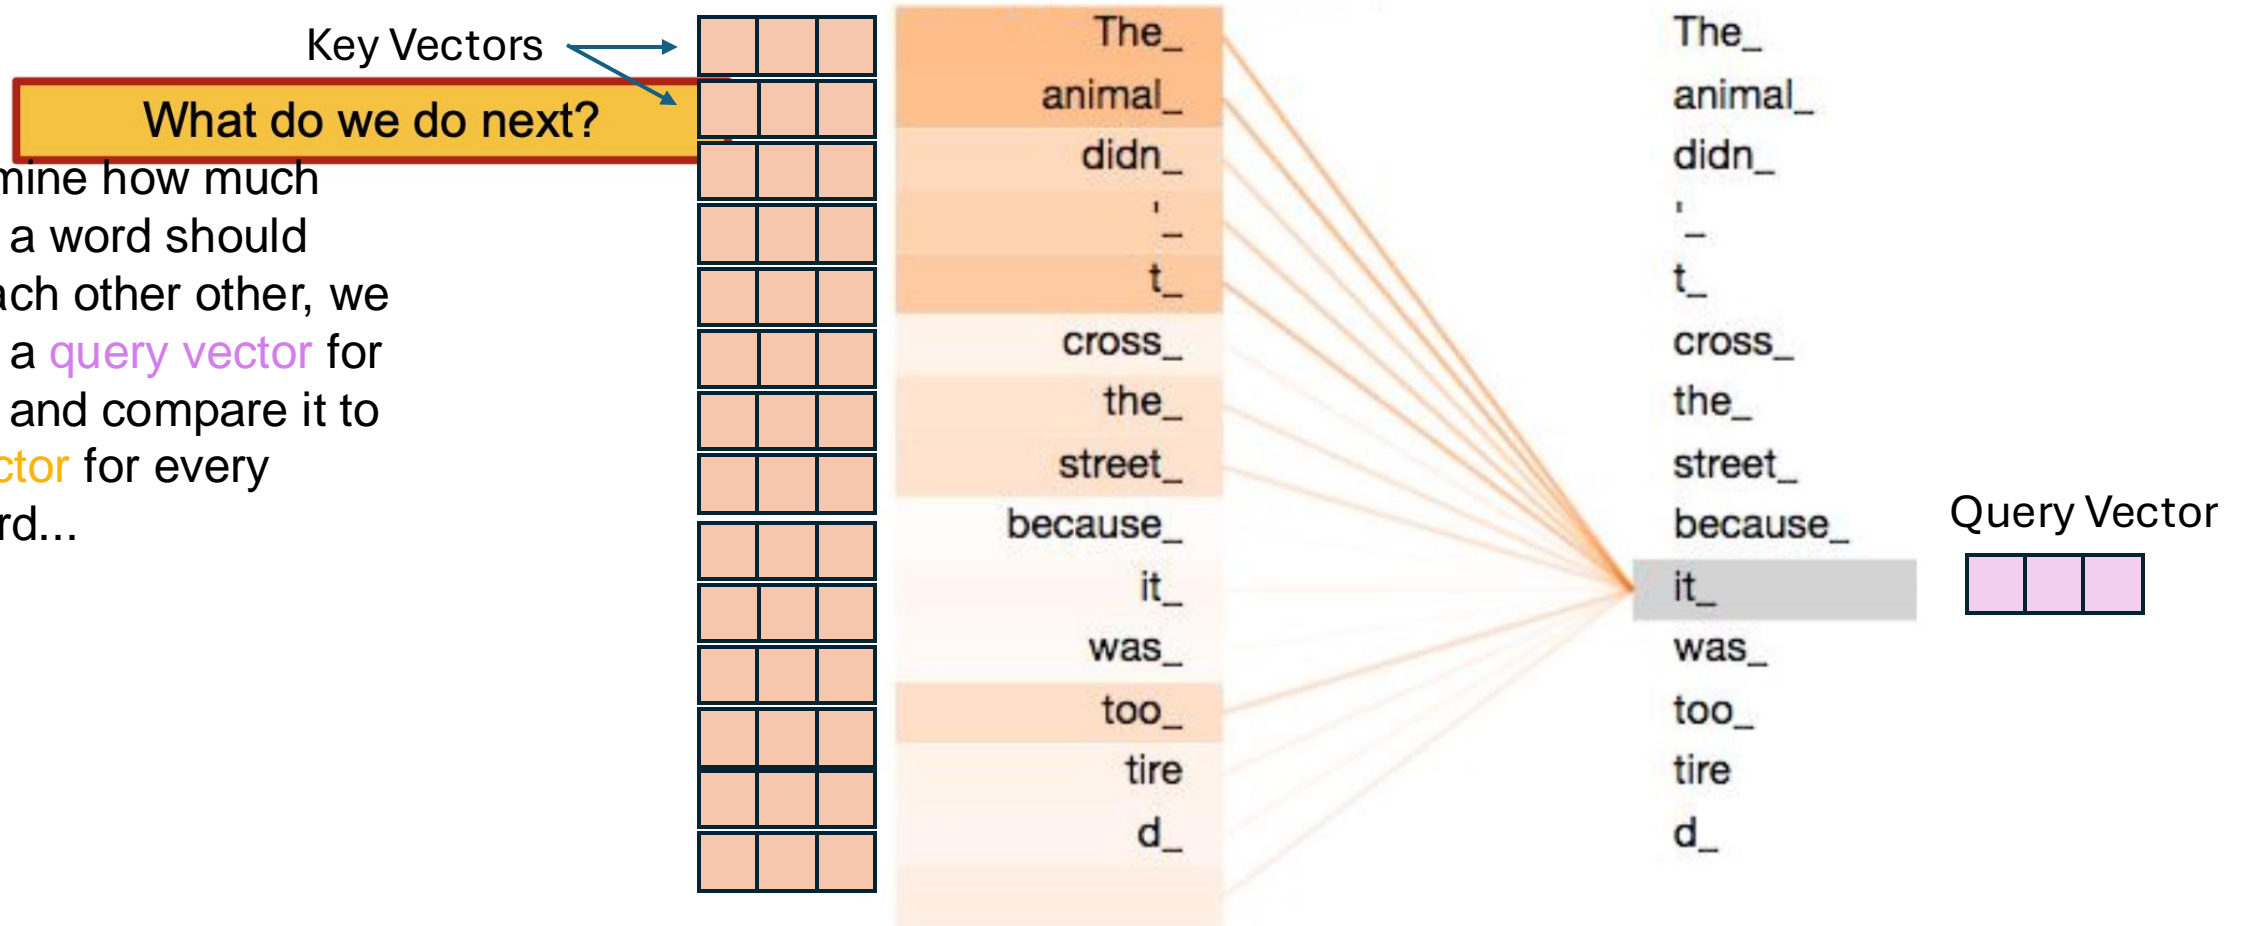 Key Vectors
What do we do next?
mine how much
a word should
ach other other, we
a query vector for
and compare it to
ctor for every
rd...
The_
animal_
didn_
'_
t_
cross_
the_
street_
because_
it_
was_
too_
tire
d_
The_
animal_
didn_
'_
t_
cross_
the_
street_
because_
it_
was_
too_
tire
d_
Query Vector